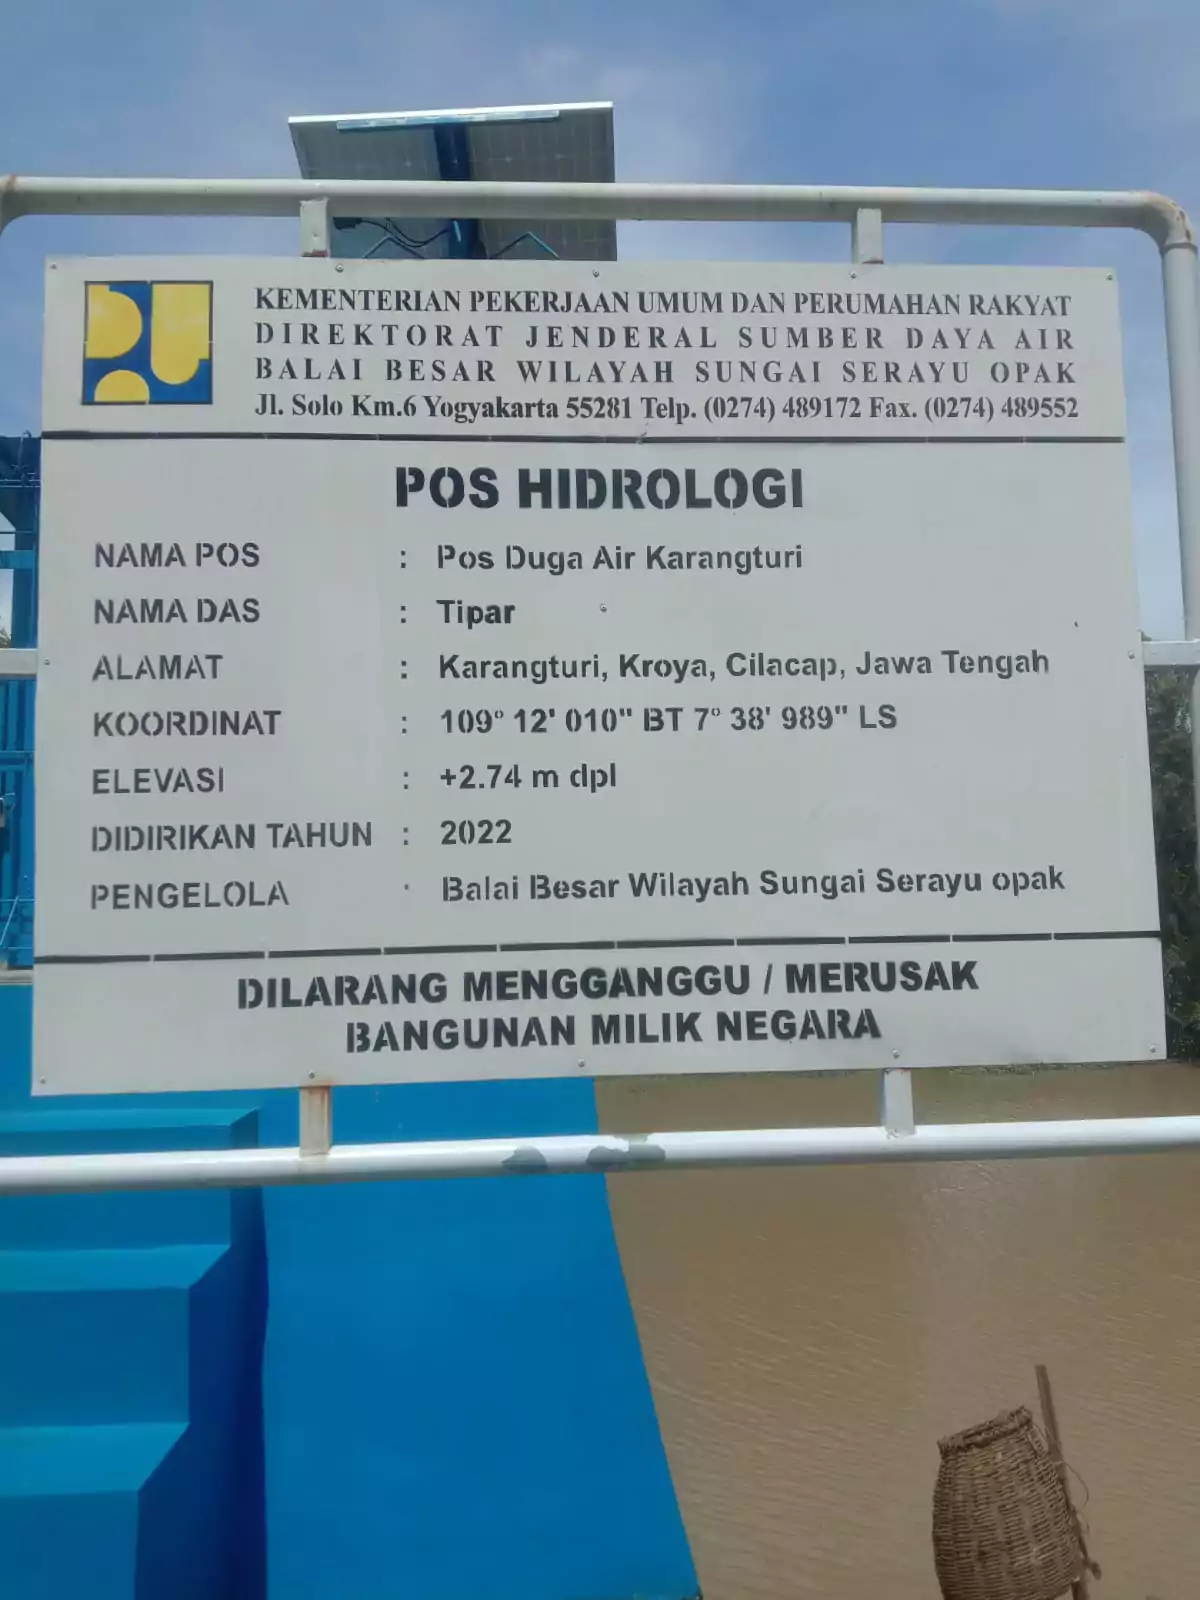 KEMENTERIAN PEKERJAAN UMUM DAN PERUMAHAN RAKYAT
DIREKTORAT JENDERAL SUMBER DAYA AIR
BALAI BESAR WILAYAH SUNGAI SERAYU OPAK
Jl. Solo Km.6 Yogyakarta 55281 Telp. (0274) 489172 Fax. (0274) 489552
POS HIDROLOGI
NAMA POS : Pos Duga Air Karangturi
NAMA DAS : Tipar
ALAMAT : Karangturi, Kroya, Cilacap, Jawa Tengah
KOORDINAT : 109° 12' 010" BT 7° 38' 989" LS
ELEVASI : +2.74 m dpl
DIDIRIKAN TAHUN : 2022
PENGELOLA : Balai Besar Wilayah Sungai Serayu opak
DILARANG MENGGANGGU / MERUSAK
BANGUNAN MILIK NEGARA